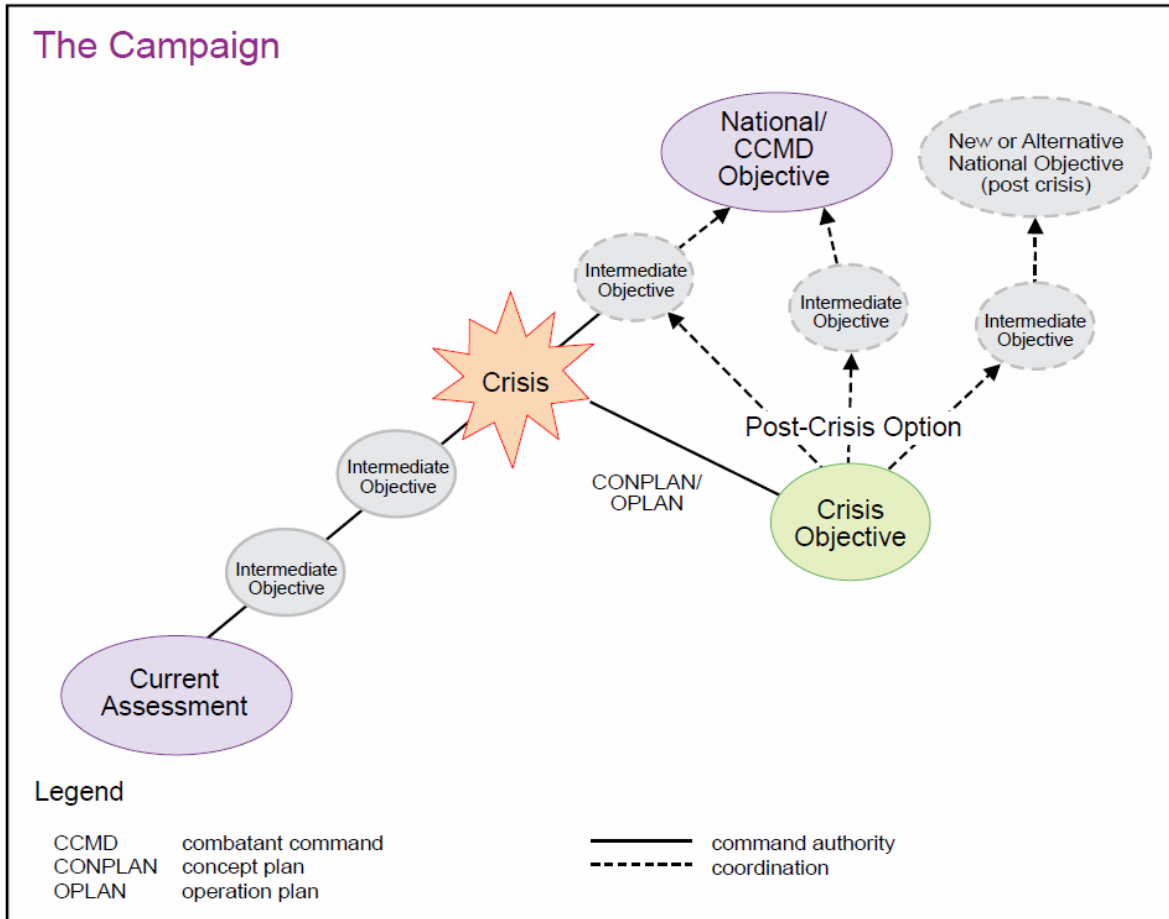 The Campaign
National/
CCMD
Objective
New or Alternative
National Objective
(post crisis)
Intermediate
Objective
Intermediate
Objective
Intermediate
Objective
Crisis
Post-Crisis Option
Intermediate
Objective
CONPLAN/
OPLAN
Crisis
Objective
Intermediate
Objective
Current
Assessment
Legend
CCMD combatant command
CONPLAN concept plan
OPLAN operation plan
command authority
coordination